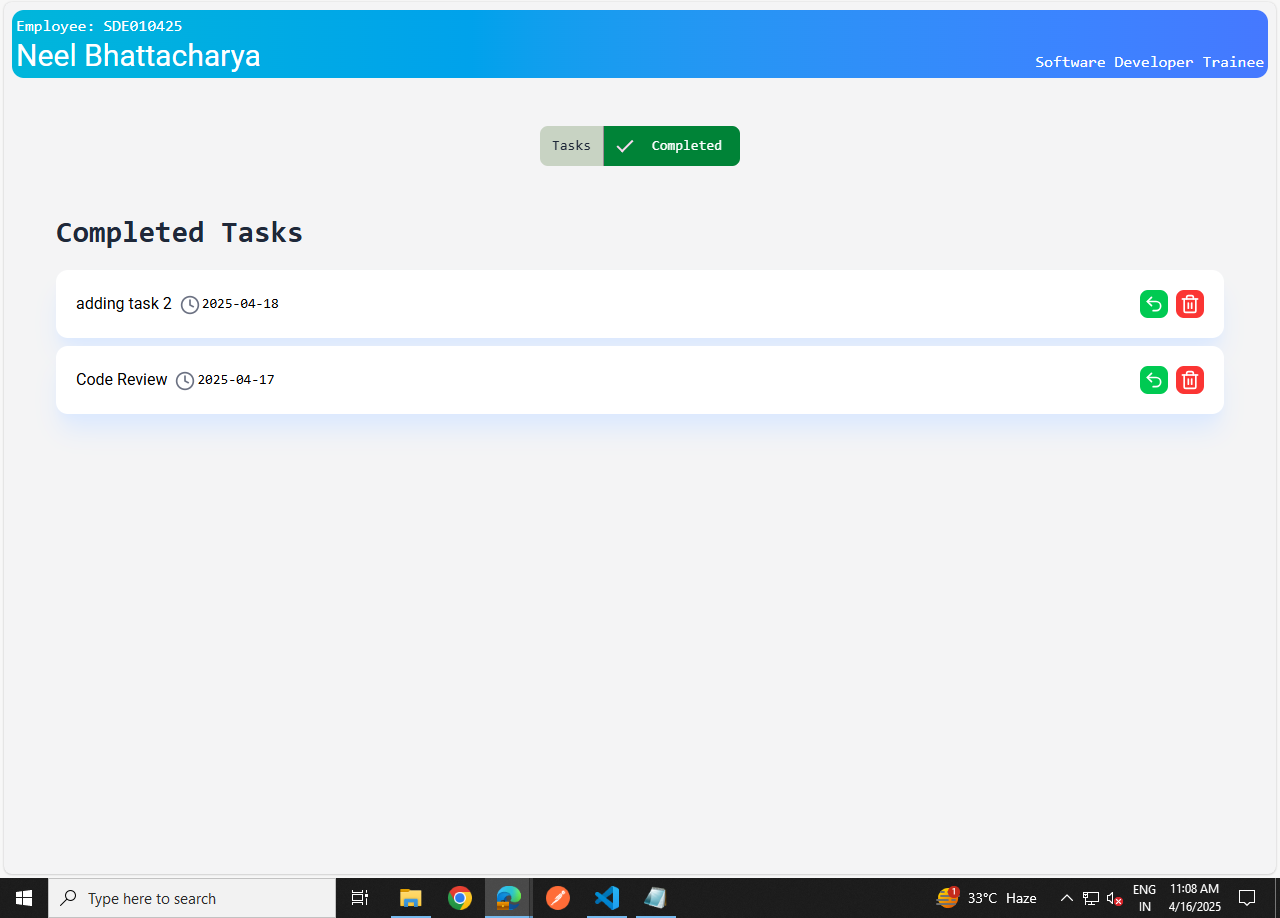 Employee: SDE010425
Neel Bhattacharya
Software Developer Trainee
Tasks Completed
Completed Tasks
adding task 2 2025-04-18
Code Review 2025-04-17
Type here to search
1
33°C Haze
ENG
IN
11:08 AM
4/16/2025